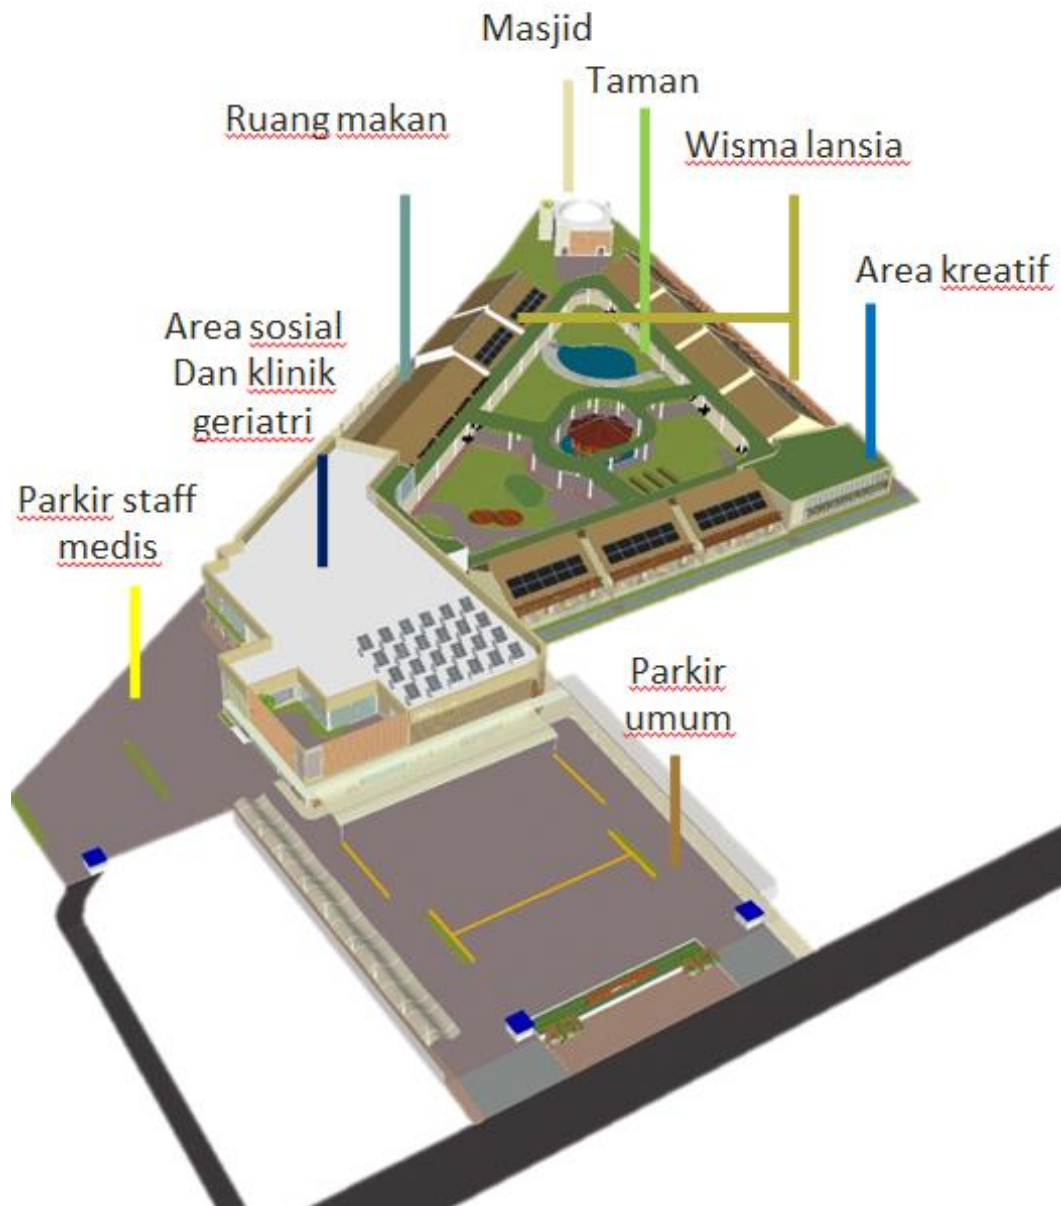 Masjid
Taman
Ruang makan
Wisma lansia
Area kreatif
Area sosial
Dan klinik
geriatri
Parkir staff
medis
Parkir
umum